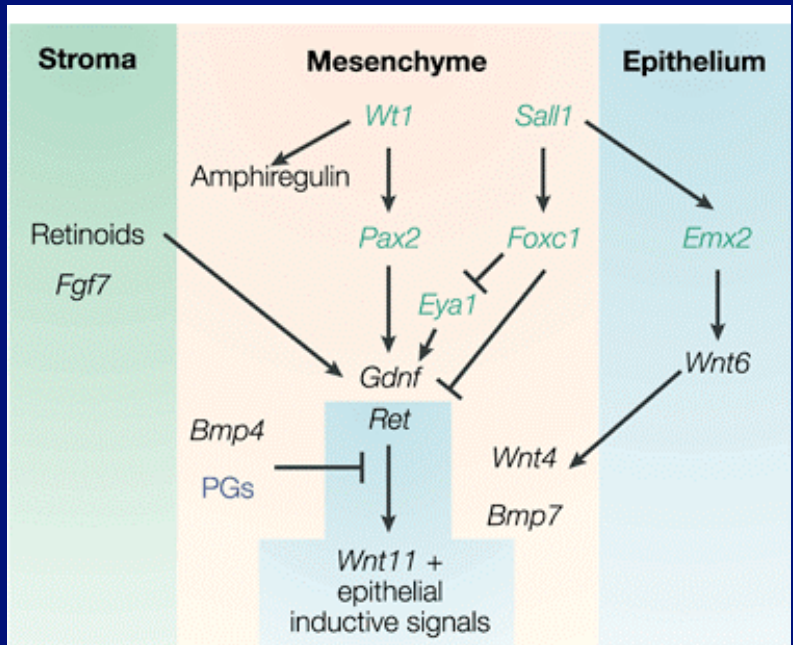 Stroma
Mesenchyme
Epithelium
Wt1
Sall1
Amphiregulin
Retinoids
Fgf7
Pax2
Foxc1
Emx2
Eya1
Gdnf
Wnt6
Ret
Bmp4
PGs
Wnt4
Bmp7
Wnt11 +
epithelial
inductive signals